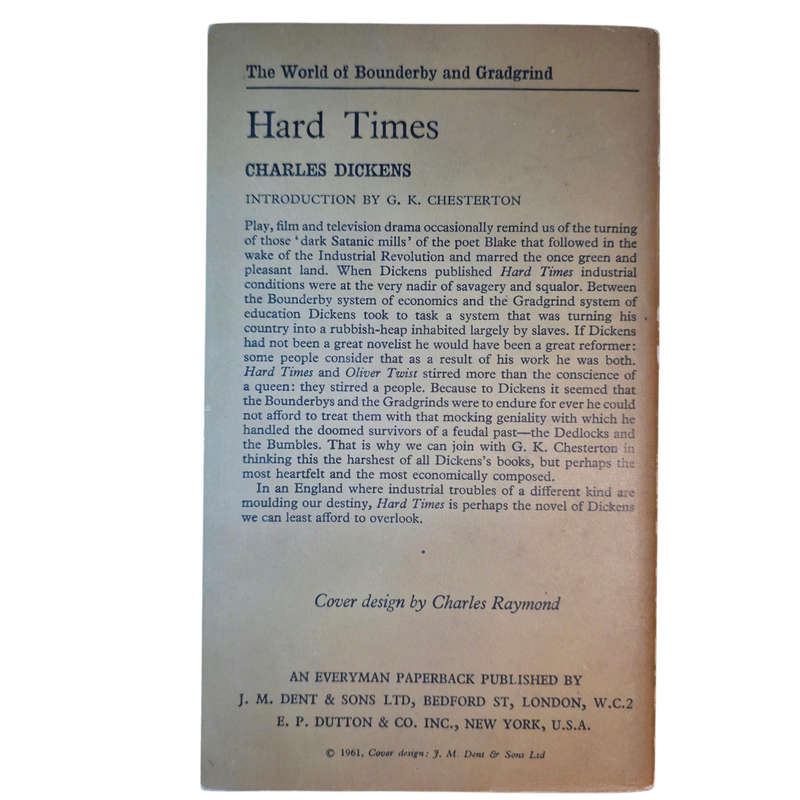 The World of Bounderby and Gradgrind
Hard Times
CHARLES DICKENS
INTRODUCTION BY G. K. CHESTERTON
Play, film and television drama occasionally remind us of the turning
of those ‘dark Satanic mills’ of the poet Blake that followed in the
wake of the Industrial Revolution and marred the once green and
pleasant land. When Dickens published Hard Times industrial
conditions were at the very nadir of savagery and squalor. Between
the Bounderby system of economics and the Gradgrind system of
education Dickens took to task a system that was turning his
country into a rubbish-heap inhabited largely by slaves. If Dickens
had not been a great novelist he would have been a great reformer:
some people consider that as a result of his work he was both.
Hard Times and Oliver Twist stirred more than the conscience of
a queen: they stirred a people. Because to Dickens it seemed that
the Bounderbys and the Gradgrinds were to endure for ever he could
not afford to treat them with that mocking geniality with which he
handled the doomed survivors of a feudal past—the Dedlocks and
the Bumbles. That is why we can join with G. K. Chesterton in
thinking this the harshest of all Dickens's books, but perhaps the
most heartfelt and the most economically composed.
In an England where industrial troubles of a different kind are
moulding our destiny, Hard Times is perhaps the novel of Dickens
we can least afford to overlook.
Cover design by Charles Raymond
AN EVERYMAN PAPERBACK PUBLISHED BY
J. M. DENT & SONS LTD, BEDFORD ST, LONDON, W.C.2
E. P. DUTTON & CO. INC., NEW YORK, U.S.A.
© 1961, Cover design: J. M. Dent & Sons Ltd